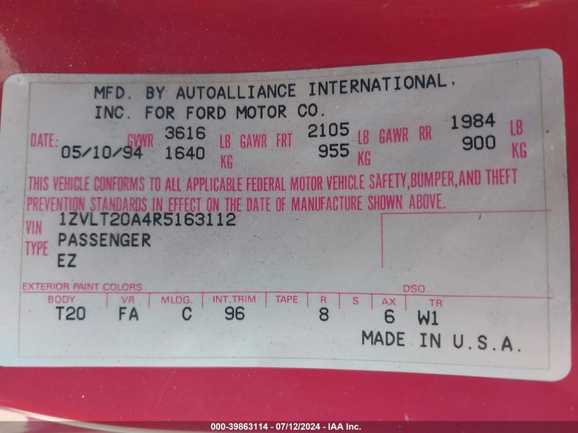 MFD. BY AUTOALLIANCE INTERNATIONAL.
INC. FOR FORD MOTOR CO.
DATE: GVWR 3616 LB GAWR FRT 2105 LB GAWR RR 1984 LB
05/10/94 1640 KG 955 KG 900 KG
THIS VEHICLE CONFORMS TO ALL APPLICABLE FEDERAL MOTOR VEHICLE SAFETY,BUMPER,AND THEFT
PREVENTION STANDARDS IN EFFECT ON THE DATE OF MANUFACTURE SHOWN ABOVE.
VIN 1ZVLT20A4R5163112
TYPE PASSENGER
EZ
EXTERIOR PAINT COLORS DSO
BODY VR MLDG. INT.TRIM TAPE R S AX TR
T20 FA C 96 8 6 W1
MADE IN U.S.A.
000-39863114 - 07/12/2024 - IAA Inc.